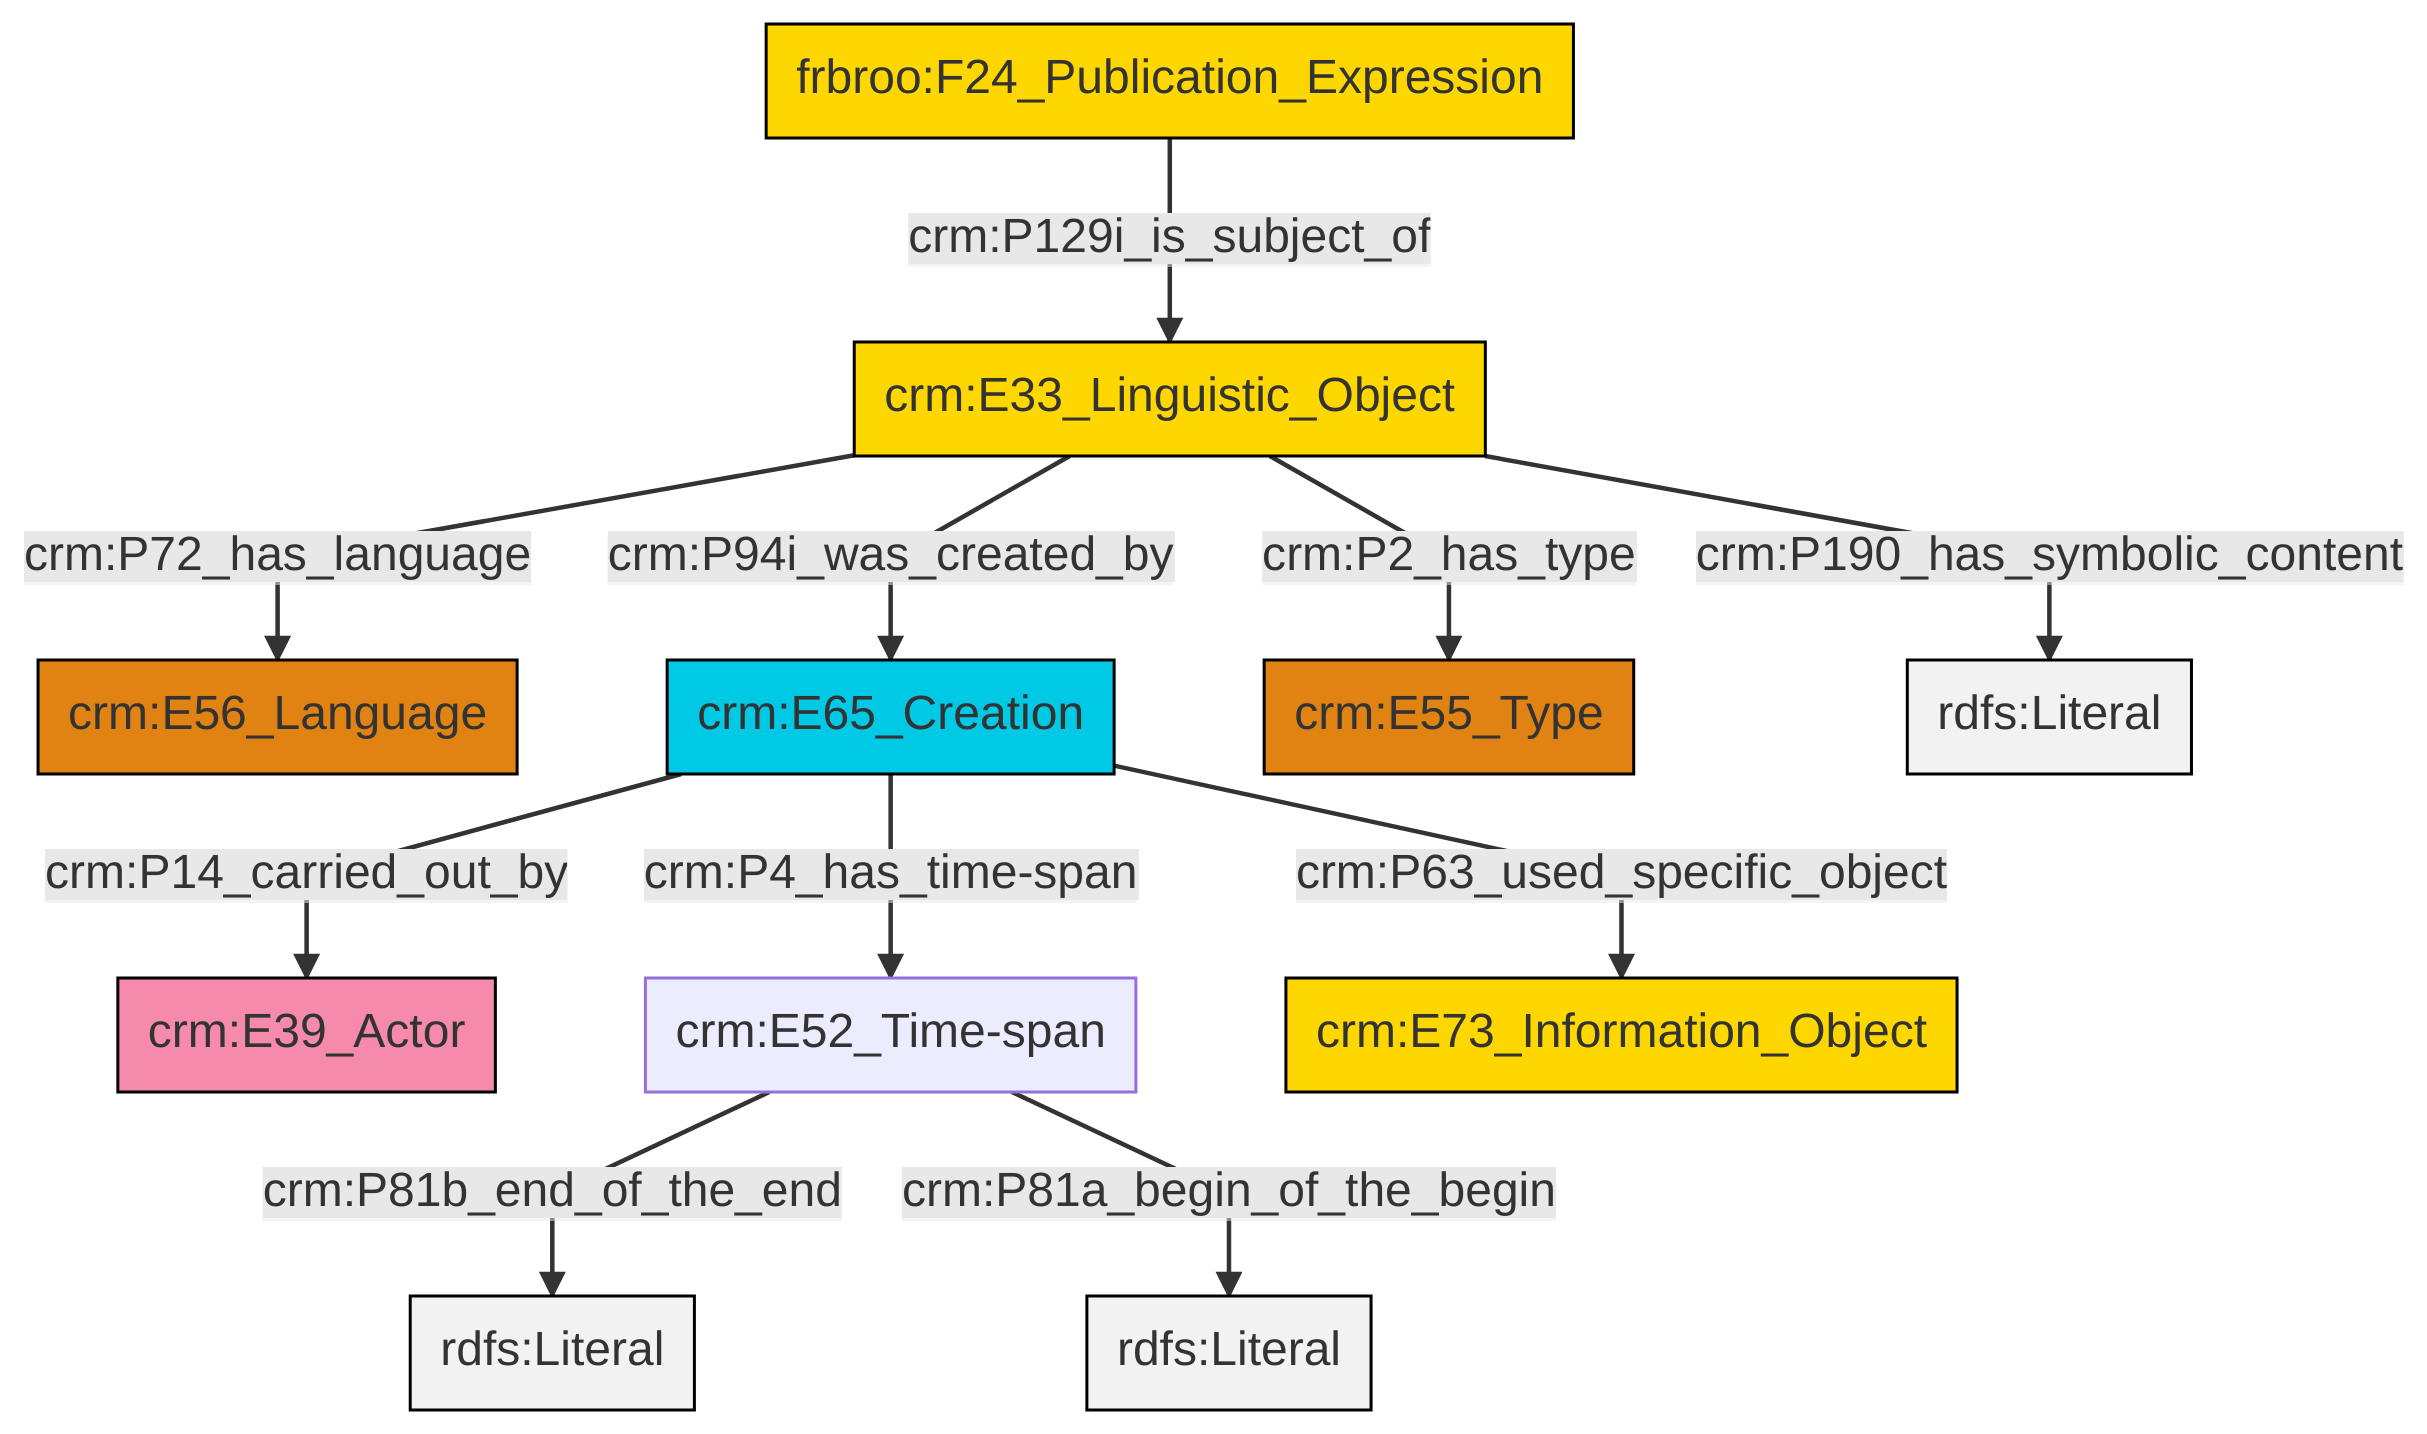 frbroo:F24_Publication_Expression
crm:P129i_is_subject_of
crm:E33_Linguistic_Object
crm:P72_has_language
crm:P94i_was_created_by
crm:P2_has_type
crm:P190_has_symbolic_content
crm:E56_Language
crm:E65_Creation
crm:E55_Type
rdfs:Literal
crm:P14_carried_out_by
crm:P4_has_time-span
crm:P63_used_specific_object
crm:E39_Actor
crm:E52_Time-span
crm:E73_Information_Object
crm:P81b_end_of_the_end
crm:P81a_begin_of_the_begin
rdfs:Literal
rdfs:Literal